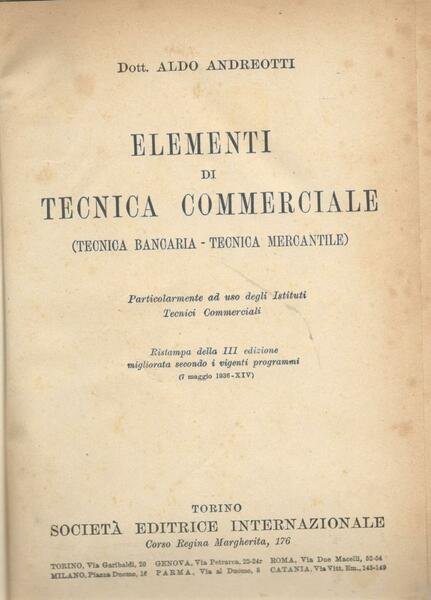 Dott. ALDO ANDREOTTI
ELEMENTI
DI
TECNICA COMMERCIALE
(TECNICA BANCARIA - TECNICA MERCANTILE)
Particolarmente ad uso degli Istituti
Tecnici Commerciali
Ristampa della III edizione
migliorata secondo i vigenti programmi
(7 maggio 1936-XIV)
TORINO
SOCIETÀ EDITRICE INTERNAZIONALE
Corso Regina Margherita, 176
TORINO, Via Garibaldi, 20 GENOVA, Via Petrarca, 22-24r ROMA, Via Due Macelli, 52-54
MILANO, Piazza Duomo, 16 PARMA, Via al Duomo, 8 CATANIA, Via Vitt. Em., 145-149